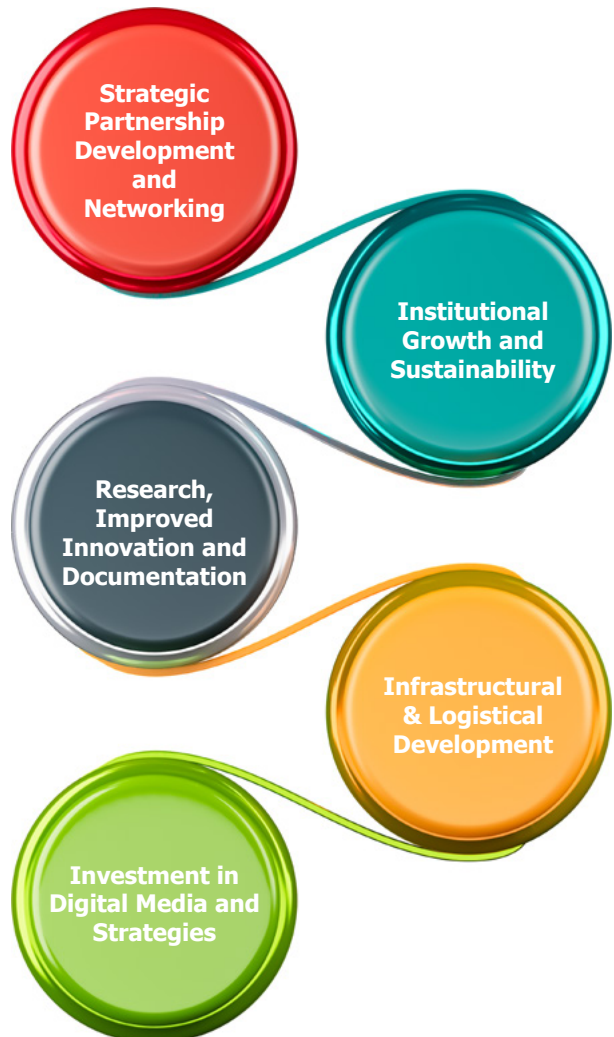 Strategic
Partnership
Development
and
Networking
Institutional
Growth and
Sustainability
Research,
Improved
Innovation and
Documentation
Infrastructural
& Logistical
Development
Investment in
Digital Media and
Strategies